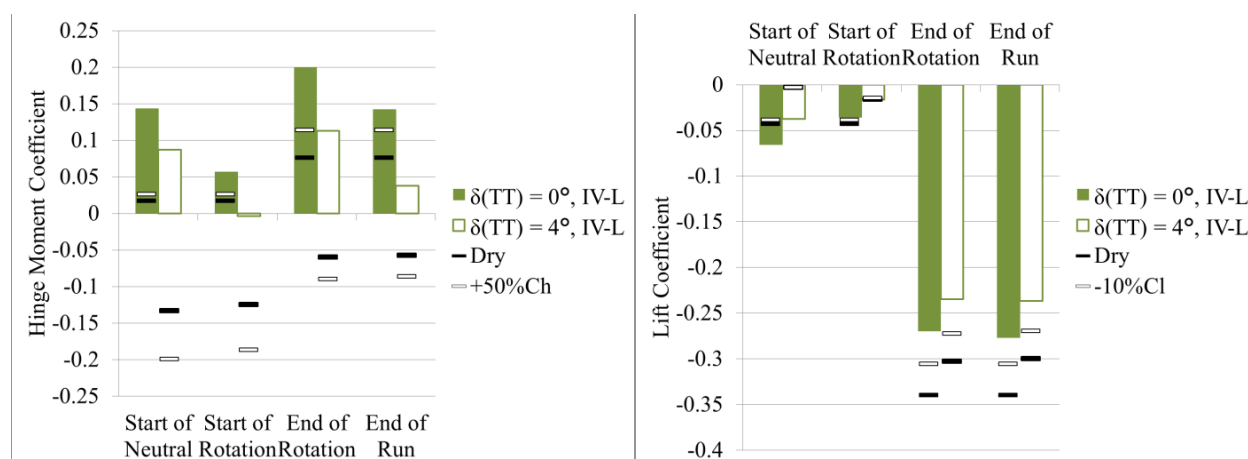 Hinge Moment Coefficient
0.25
0.2
0.15
0.1
0.05
0
-0.05
-0.1
-0.15
-0.2
-0.25
Start of Neutral
Start of Rotation
End of Rotation
End of Run
δ(TT) = 0°, IV-L
δ(TT) = 4°, IV-L
Dry
+50%Ch
Start of Neutral
Start of Rotation
End of Rotation
End of Run
Lift Coefficient
0
-0.05
-0.1
-0.15
-0.2
-0.25
-0.3
-0.35
-0.4
δ(TT) = 0°, IV-L
δ(TT) = 4°, IV-L
Dry
-10%Cl